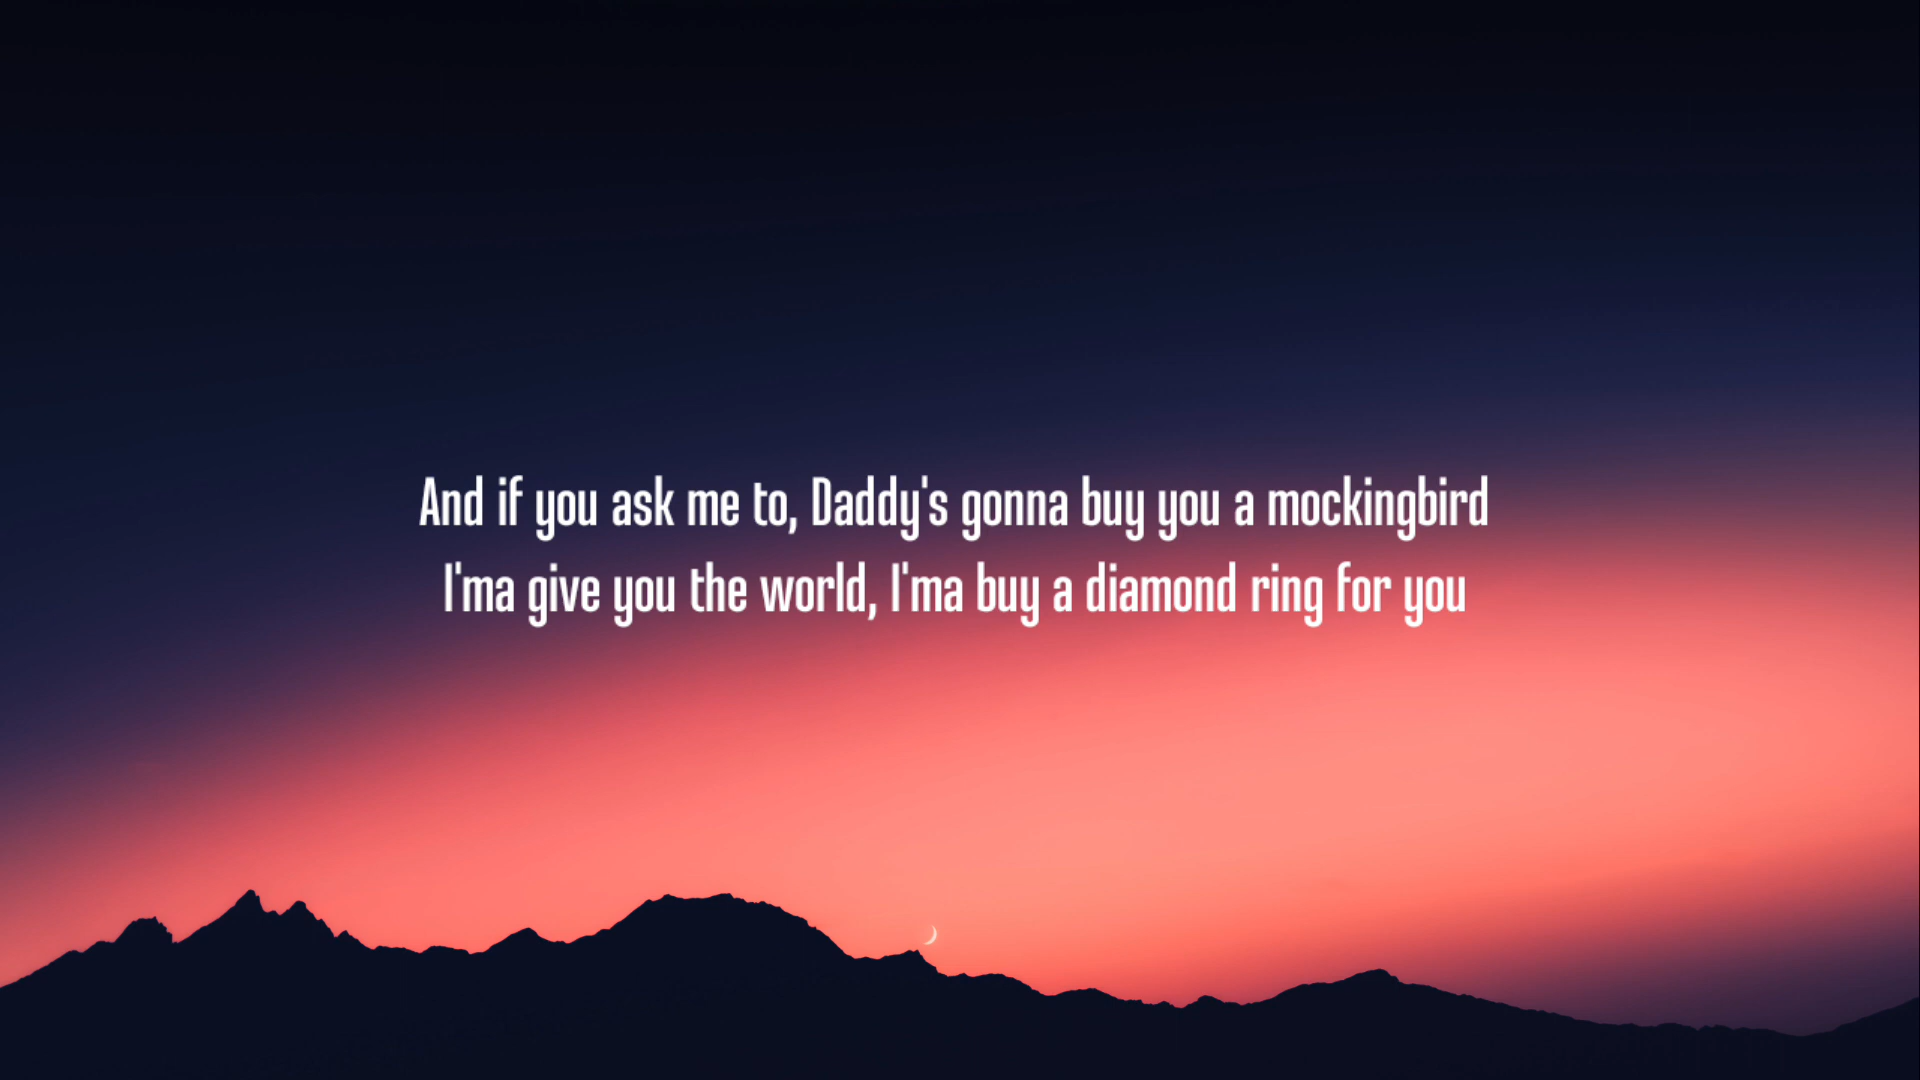 And if you ask me to, Daddy's gonna buy you a mockingbird
I'ma give you the world, I'ma buy a diamond ring for you